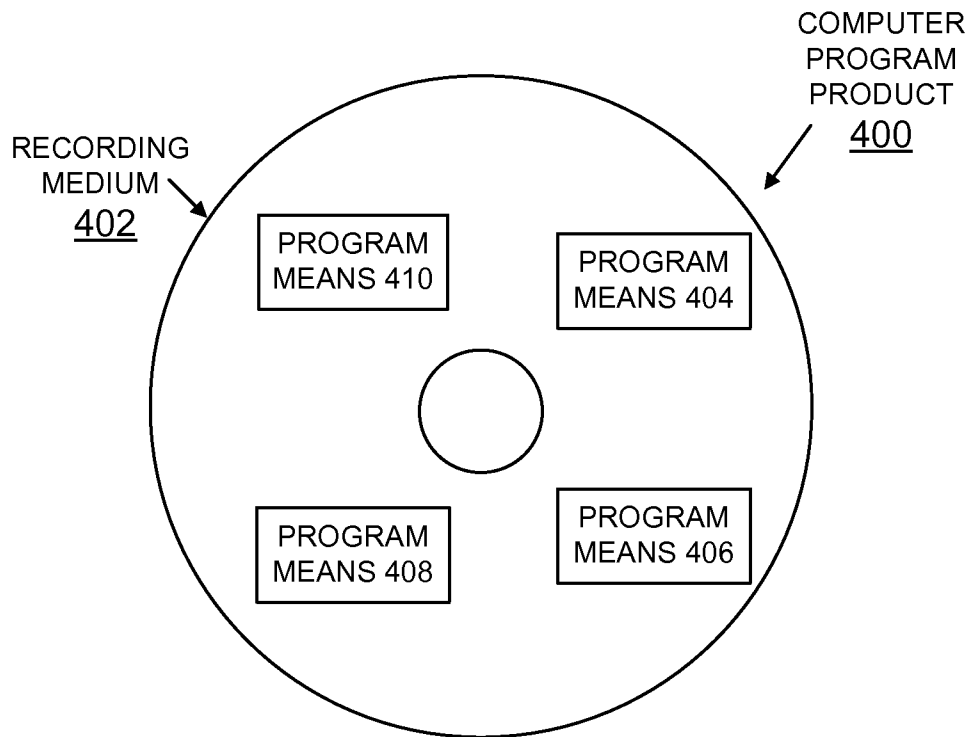 COMPUTER
PROGRAM
PRODUCT
400
RECORDING
MEDIUM
402
PROGRAM
MEANS 410
PROGRAM
MEANS 404
PROGRAM
MEANS 408
PROGRAM
MEANS 406